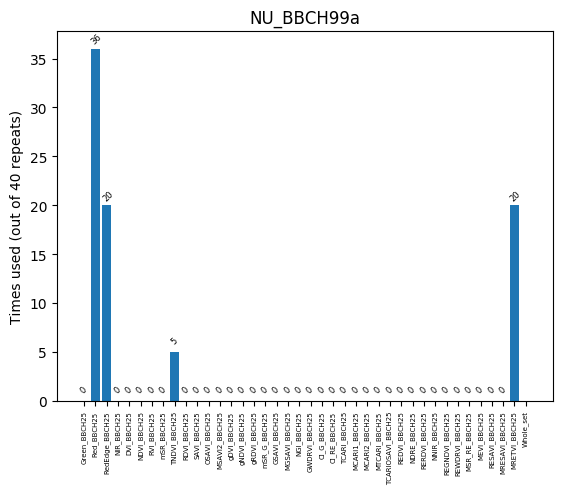 NU_BBCH99a
Times used (out of 40 repeats)
35
30
25
20
15
10
5
0
0 36 20 0 0 0 0 0 5 0 0 0 0 0 0 0 0 0 0 0 0 0 0 0 0 0 0 0 0 0 0 0 0 0 0 0 0 0 20 0
Green_BBCH25
Red_BBCH25
RedEdge_BBCH25
NIR_BBCH25
DVI_BBCH25
NDVI_BBCH25
RVI_BBCH25
mSR_BBCH25
TNDVI_BBCH25
RDVI_BBCH25
SAVI_BBCH25
OSAVI_BBCH25
MSAVI2_BBCH25
gDVI_BBCH25
gNDVI_BBCH25
gRDVI_BBCH25
mSR_G_BBCH25
GSAVI_BBCH25
MGSAVI_BBCH25
NGI_BBCH25
GWDRVI_BBCH25
CI_G_BBCH25
CI_RE_BBCH25
TCARI_BBCH25
MCARI1_BBCH25
MCARI2_BBCH25
MTCARI_BBCH25
TCARIOSAVI_BBCH25
REDVI_BBCH25
NDRE_BBCH25
RERDVI_BBCH25
NNIR_BBCH25
REGNDVI_BBCH25
REWDRVI_BBCH25
MSR_RE_BBCH25
MEVI_BBCH25
RESAVI_BBCH25
MRESAVI_BBCH25
MRETVI_BBCH25
Whole_set